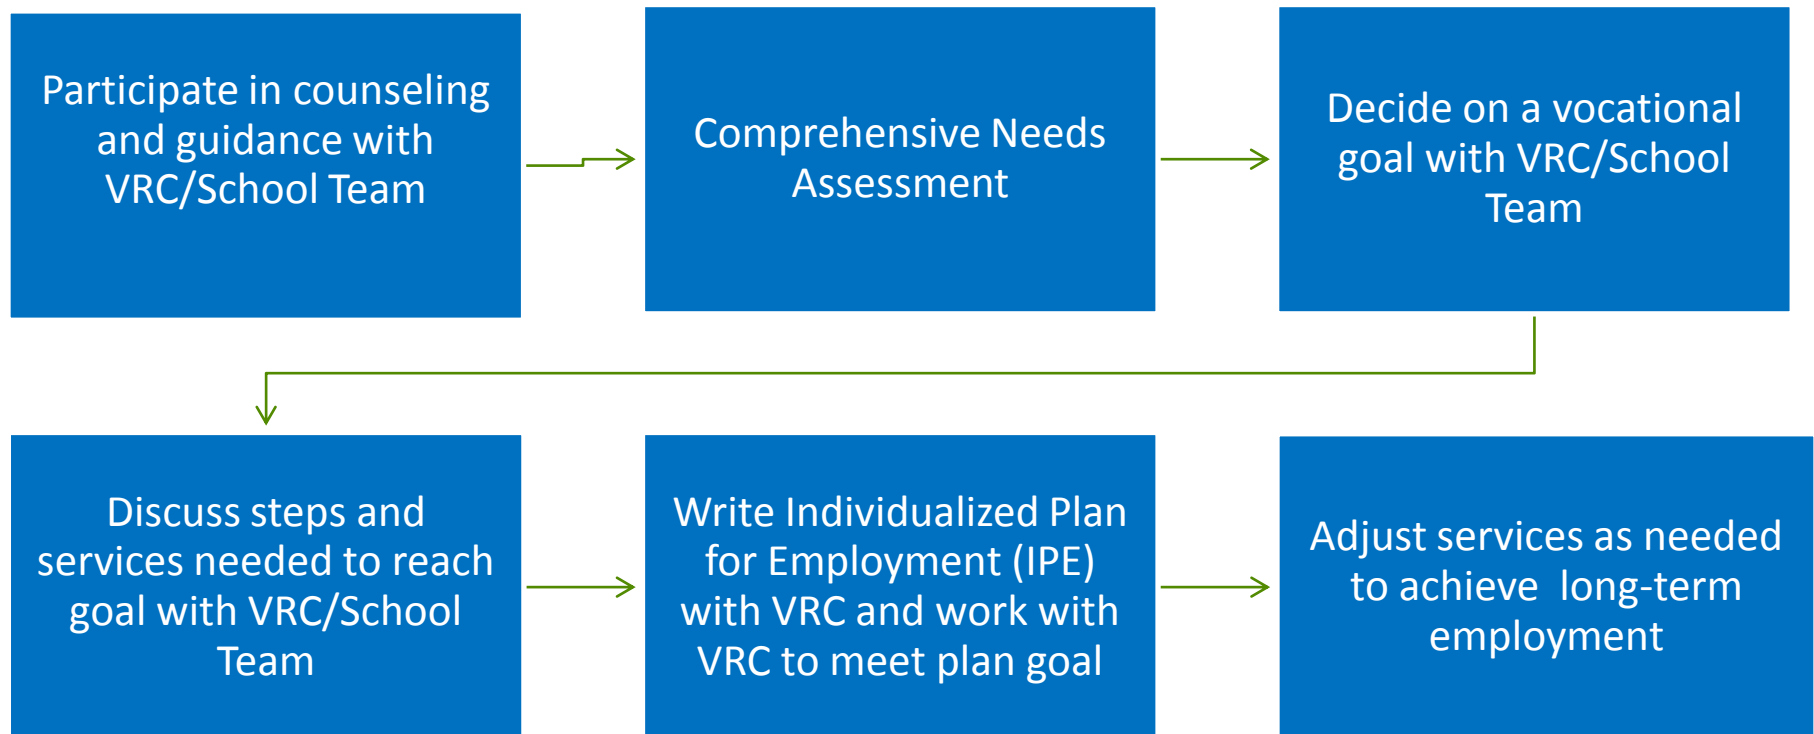 Participate in counseling
and guidance with
VRC/School Team
Comprehensive Needs
Assessment
Decide on a vocational
goal with VRC/School
Team
Discuss steps and
services needed to reach
goal with VRC/School
Team
Write Individualized Plan
for Employment (IPE)
with VRC and work with
VRC to meet plan goal
Adjust services as needed
to achieve  long-term
employment